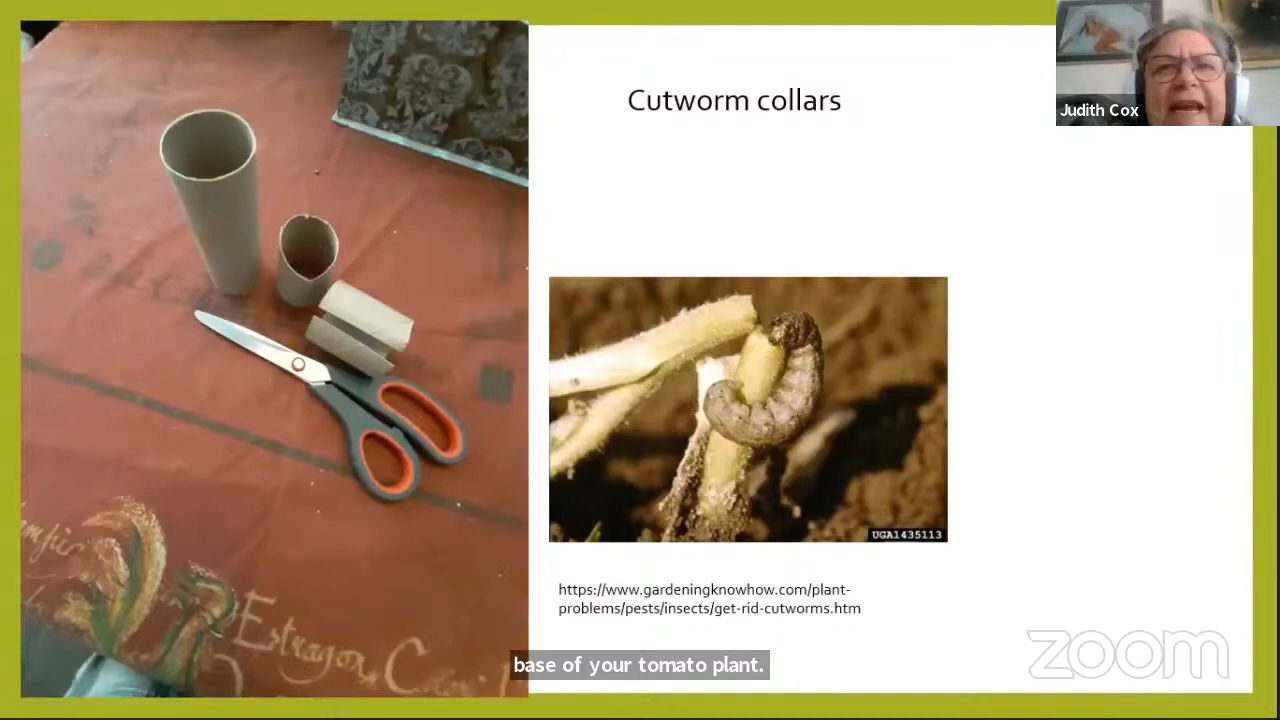 Cutworm collars
Judith Cox
Estragon
UGA1435113
https://www.gardeningknowhow.com/plant-
problems/pests/insects/get-rid-cutworms.htm
base of your tomato plant.
zoom